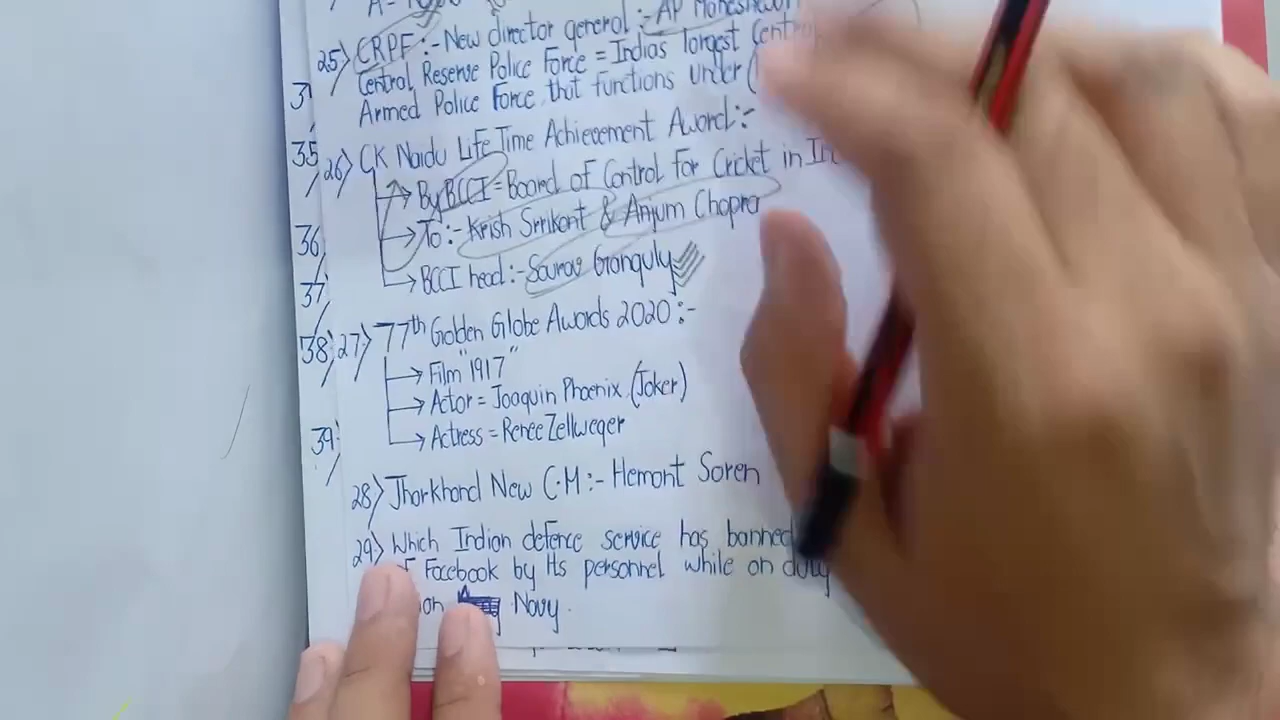 25) CRPF :- New director general :- AP
Central Reserve Police Force = Indias largest Central
Armed Police Force that functions under
26) CK Naidu Life Time Achievement Award :-
By BCCI = Board of Control For Cricket in
To :- Krish Srrikant & Anjum Chopra
BCCI head :- Sourav Ganguly
27) 77th Golden Globe Awards 2020 :-
Film "1917"
Actor = Joaquin Phoenix (Joker)
Actress = Renee Zellweger
28) Jharkhand New C.M :- Hemant Soren
29) Which Indian defence service has banned
of Facebook by Its personnel while on duty
Navy.
35
36
37
38
39